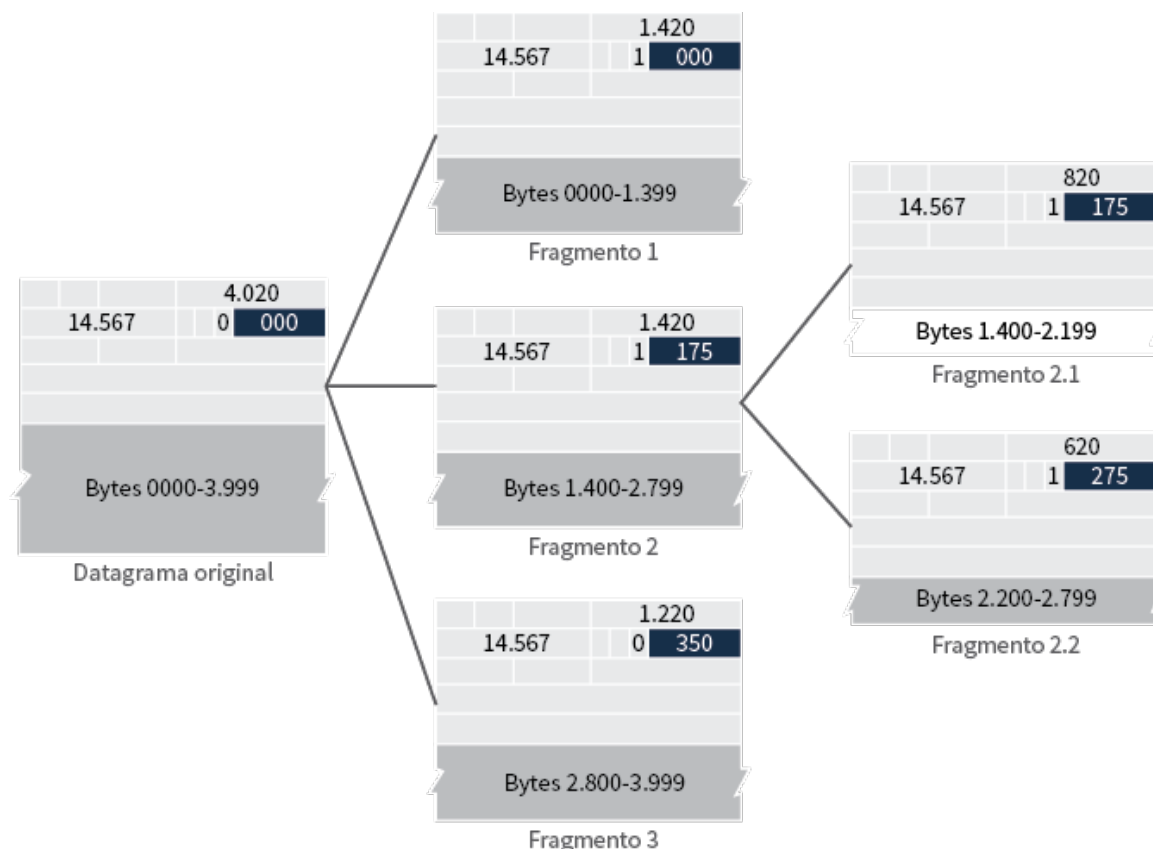 4.020
14.567 0 000
Bytes 0000-3.999
Datagrama original
1.420
14.567 1 000
Bytes 0000-1.399
Fragmento 1
1.420
14.567 1 175
Bytes 1.400-2.799
Fragmento 2
1.220
14.567 0 350
Bytes 2.800-3.999
Fragmento 3
820
14.567 1 175
Bytes 1.400-2.199
Fragmento 2.1
620
14.567 1 275
Bytes 2.200-2.799
Fragmento 2.2